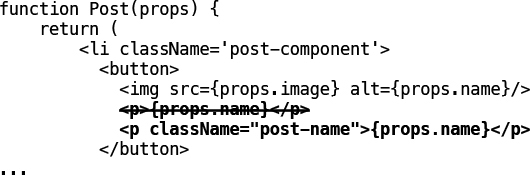 function Post(props) {
    return (
        <li className='post-component'>
          <button>
            <img src={props.image} alt={props.name}/>
            <p>{props.name}</p>
            <p className="post-name">{props.name}</p>
          </button>
...